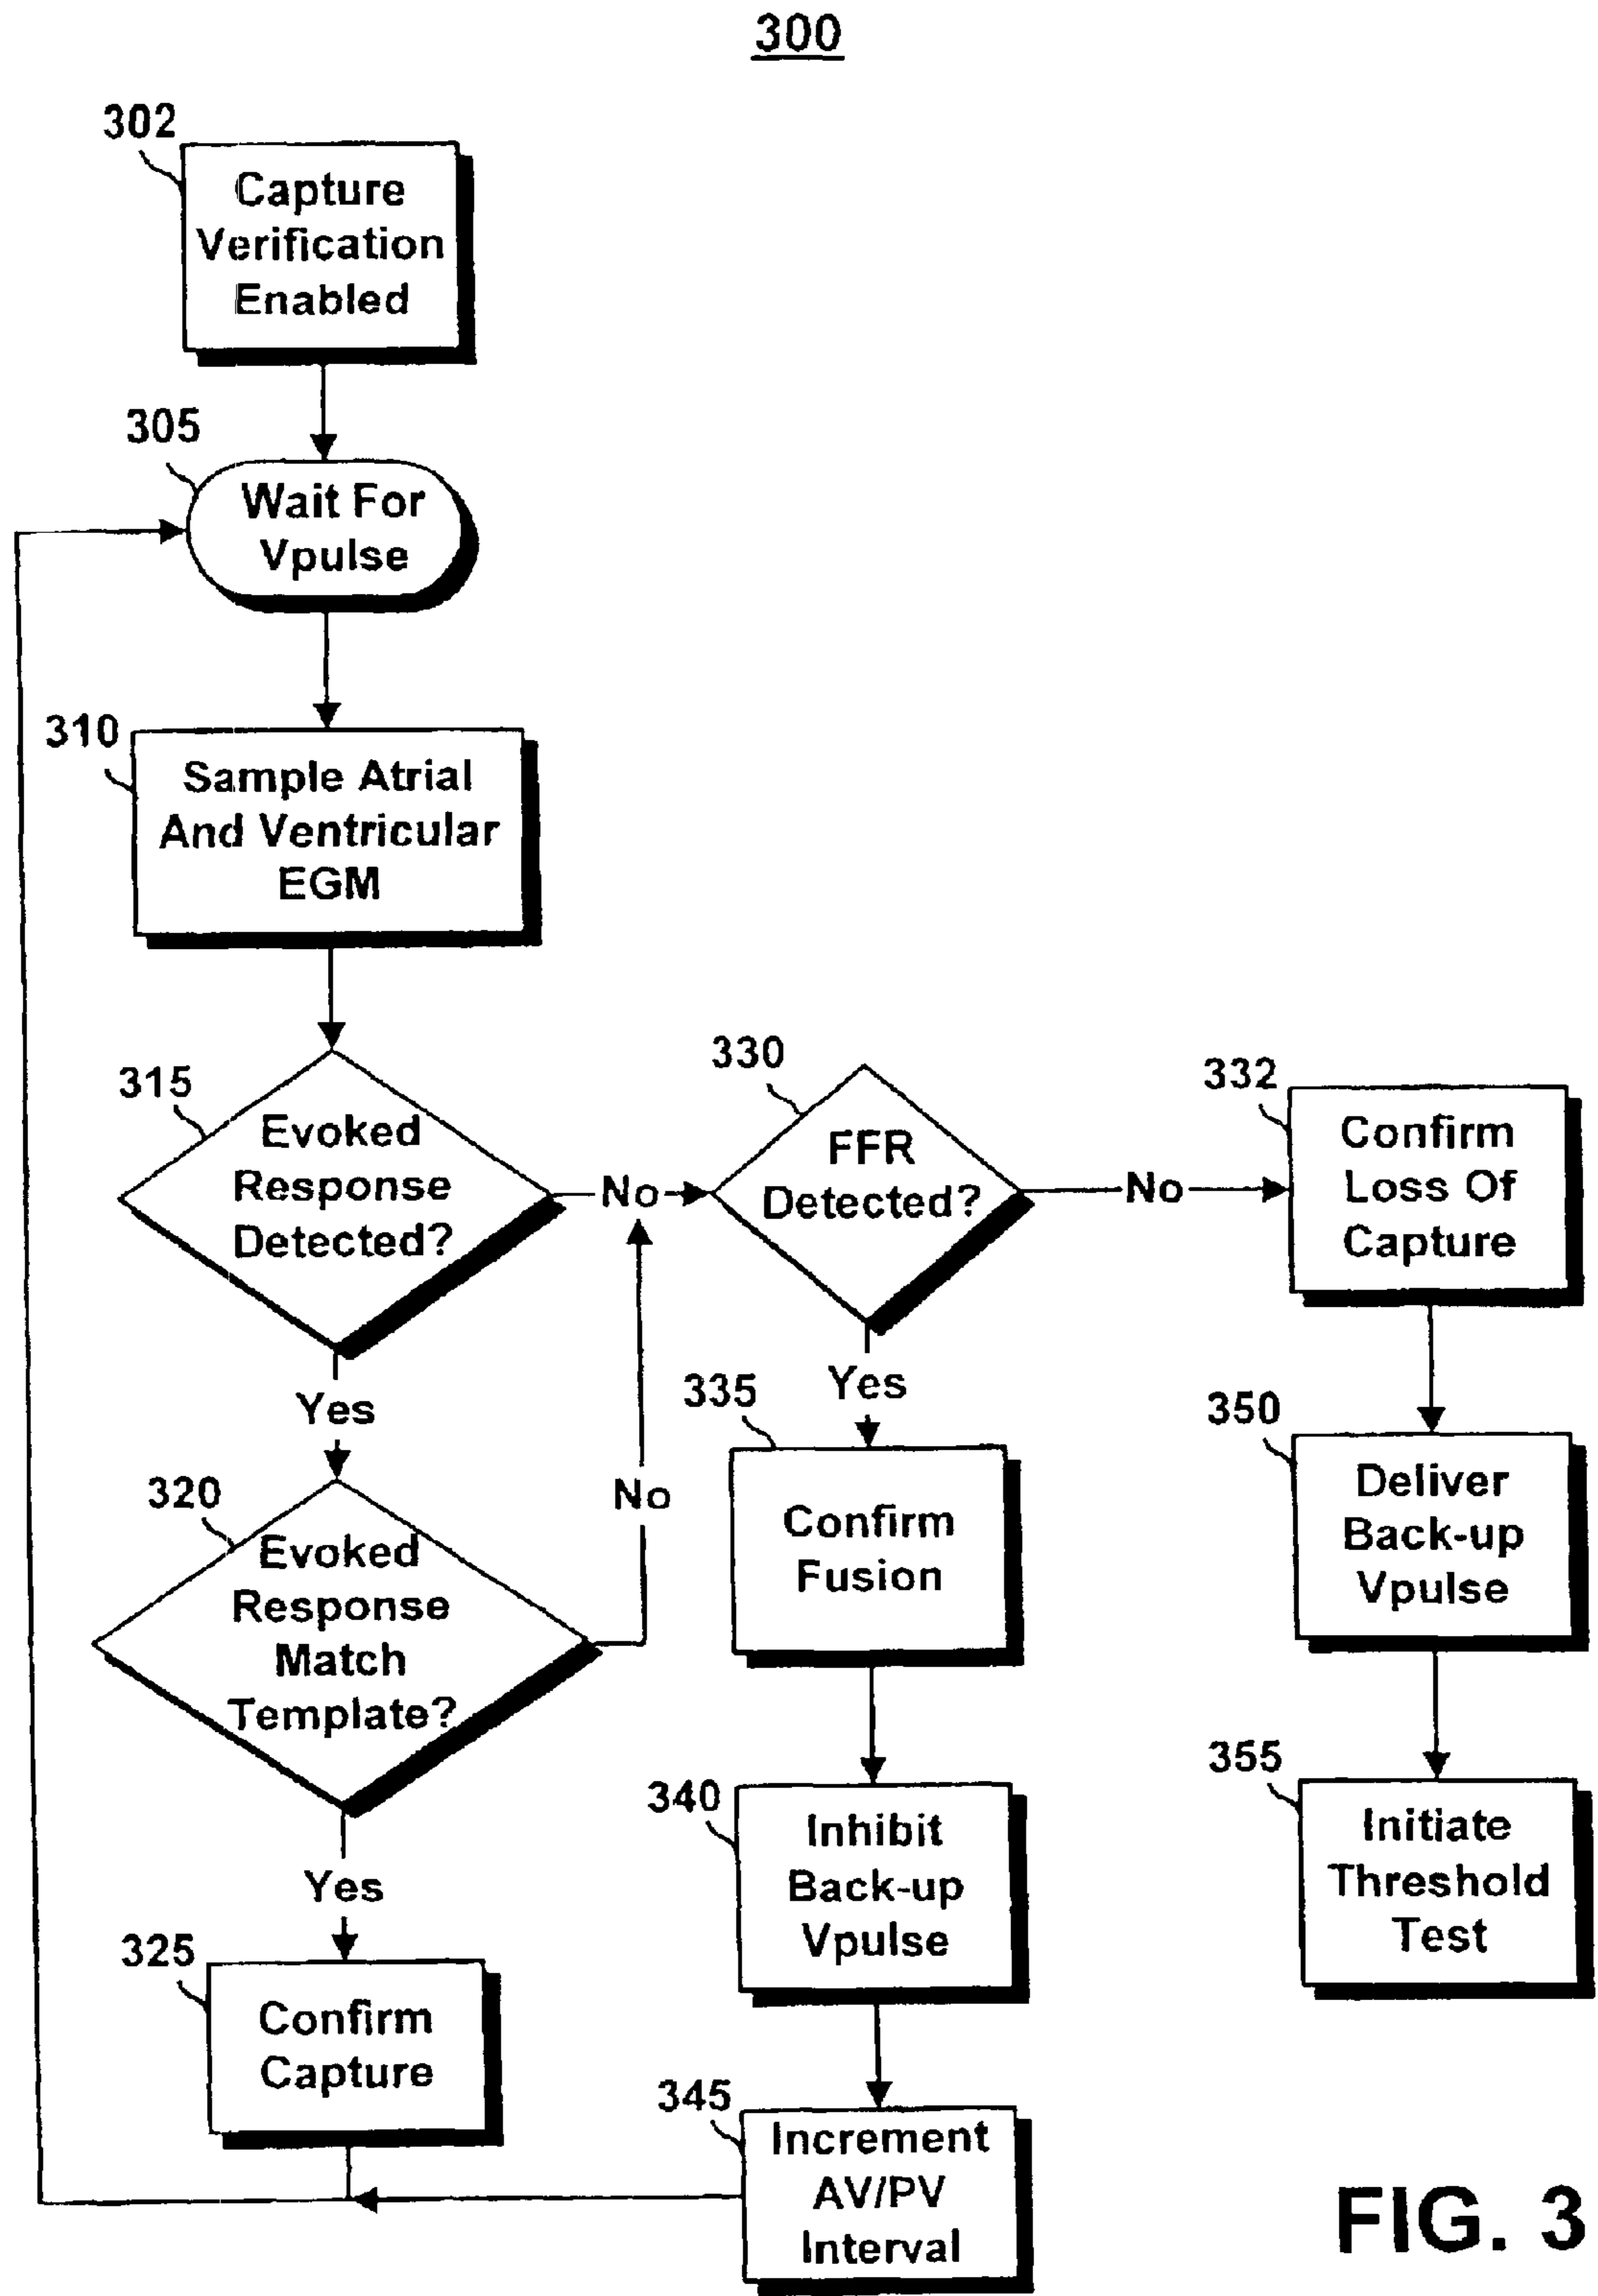 300
302
Capture
Verification
Enabled
305
Wait For
Vpulse
310
Sample Atrial
And Ventricular
EGM
315
Evoked
Response
Detected?
No
330
FFR
Detected?
No
332
Confirm
Loss Of
Capture
Yes
320
Evoked
Response
Match
Template?
No
Yes
335
Confirm
Fusion
350
Deliver
Back-up
Vpulse
Yes
325
Confirm
Capture
340
Inhibit
Back-up
Vpulse
355
Initiate
Threshold
Test
345
Increment
AV/PV
Interval
FIG. 3